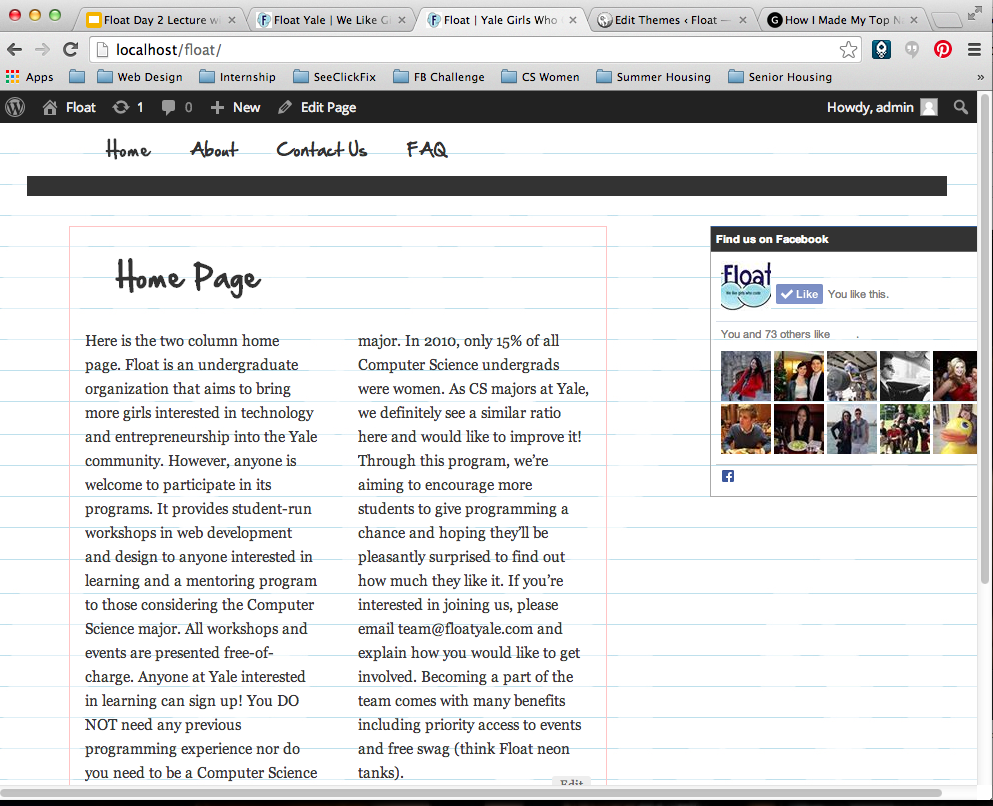 Float Day 2 Lecture w
Float Yale | We Like G
Float | Yale Girls Who
Edit Themes ‹ Float —
How I Made My Top N
localhost/float/
Apps
Web Design
Internship
SeeClickFix
FB Challenge
CS Women
Summer Housing
Senior Housing
»
Float
1
0
New
Edit Page
Howdy, admin
Home
About
Contact Us
FAQ
Find us on Facebook
Float
We like girls who code
Like
You like this.
You and 73 others like
Home Page
Here is the two column home
page. Float is an undergraduate
organization that aims to bring
more girls interested in technology
and entrepreneurship into the Yale
community. However, anyone is
welcome to participate in its
programs. It provides student-run
workshops in web development
and design to anyone interested in
learning and a mentoring program
to those considering the Computer
Science major. All workshops and
events are presented free-of-
charge. Anyone at Yale interested
in learning can sign up! You DO
NOT need any previous
programming experience nor do
you need to be a Computer Science
major. In 2010, only 15% of all
Computer Science undergrads
were women. As CS majors at Yale,
we definitely see a similar ratio
here and would like to improve it!
Through this program, we're
aiming to encourage more
students to give programming a
chance and hoping they'll be
pleasantly surprised to find out
how much they like it. If you're
interested in joining us, please
email team@floatyale.com and
explain how you would like to get
involved. Becoming a part of the
team comes with many benefits
including priority access to events
and free swag (think Float neon
tanks).
Edit